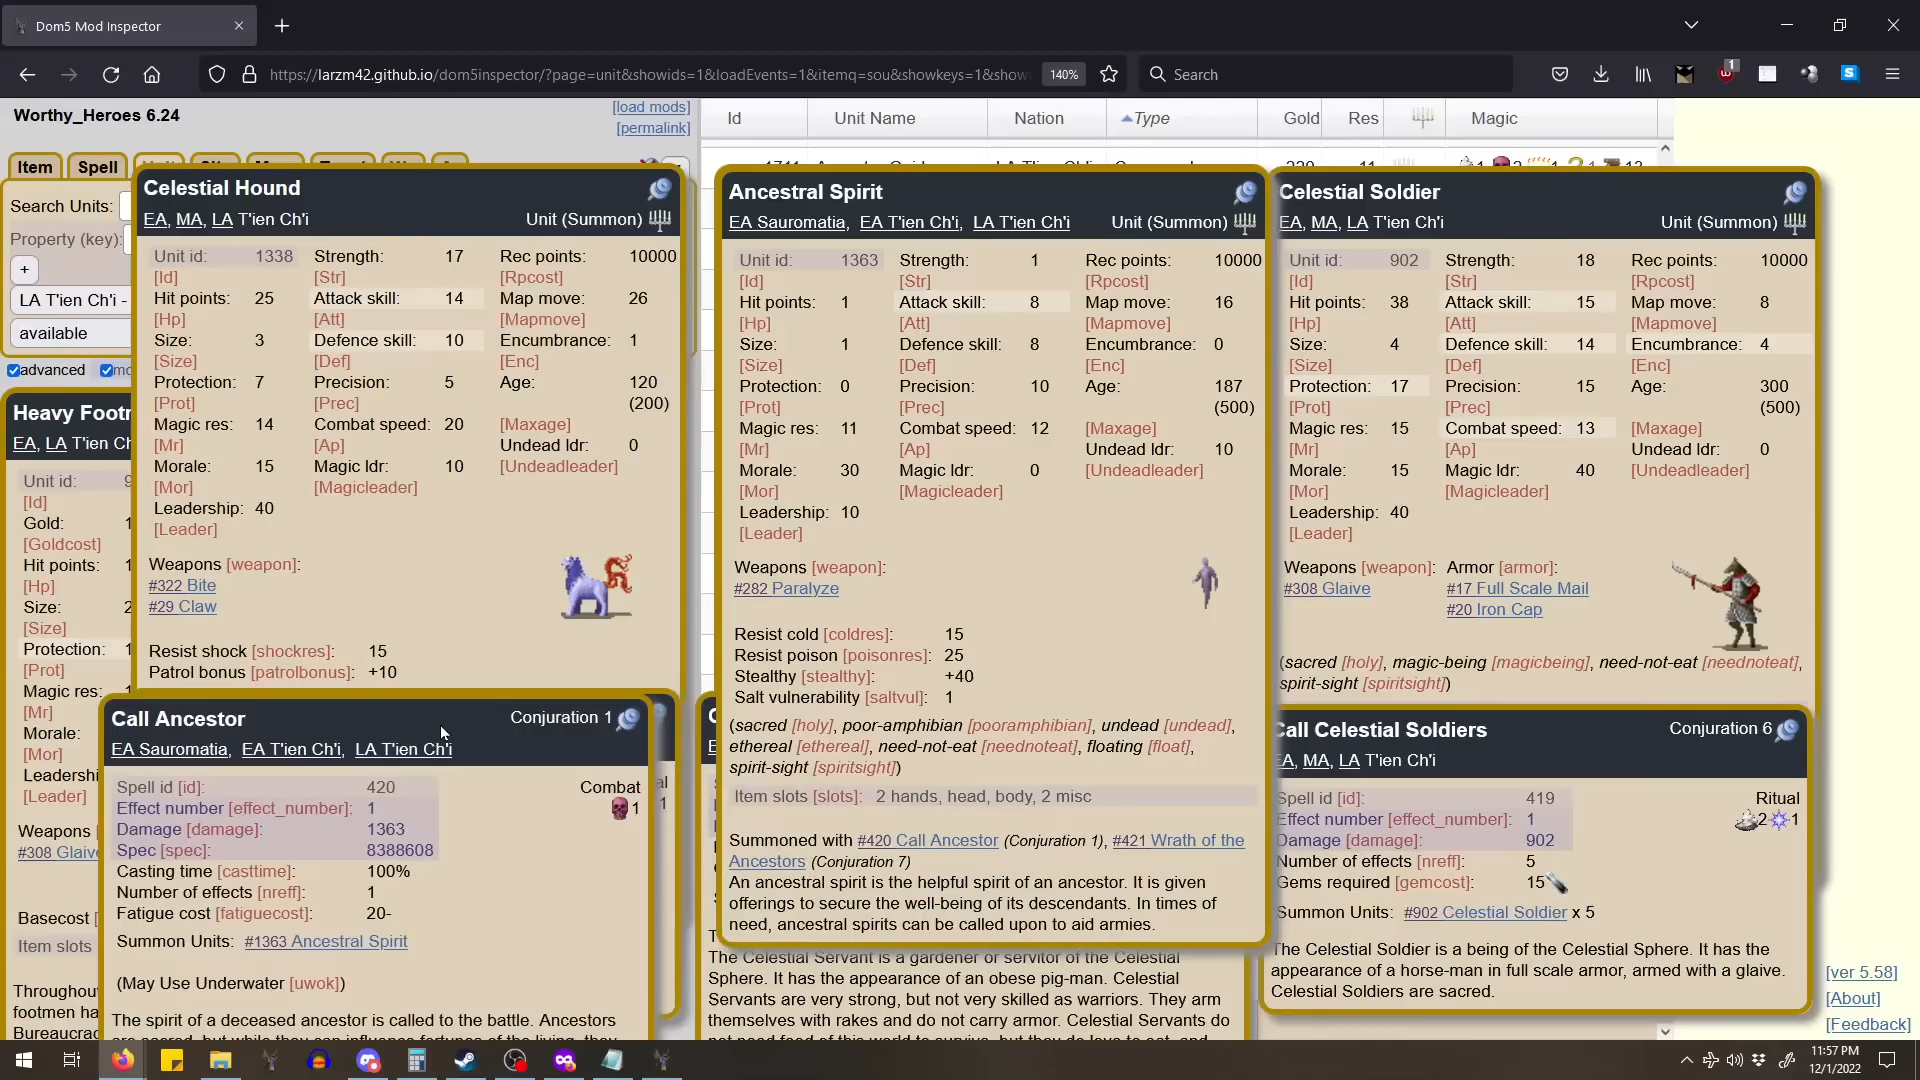 Dom5 Mod Inspector
https://larzm42.github.io/dom5inspector/?page=unit&showids=1&loadEvents=1&itemq=sou&showkeys=1&show
140%
Search
1
Worthy_Heroes 6.24
[load mods]
[permalink]
Item
Spell
Search Units:
Property (key):
+
LA T'ien Ch'i -
available
advanced
Id
Unit Name
Nation
Type
Gold
Res
Magic
Heavy Footm
EA, LA T'ien Ch
Unit id: 9
[Id]
Gold: 1
[Goldcost]
Hit points: 1
[Hp]
Size: 2
[Size]
Protection: 1
[Prot]
Magic res: 1
[Mr]
Morale:
[Mor]
Leadership
[Leader]
Weapons
#308 Glaive
Basecost [
Item slots
Throughout
footmen ha
Bureaucrac
Celestial Hound
EA, MA, LA T'ien Ch'i
Unit (Summon)
Unit id: 1338
[Id]
Strength: 17
[Str]
Rec points: 10000
[Rpcost]
Hit points: 25
[Hp]
Attack skill: 14
[Att]
Map move: 26
[Mapmove]
Size: 3
[Size]
Defence skill: 10
[Def]
Encumbrance: 1
[Enc]
Protection: 7
[Prot]
Precision: 5
[Prec]
Age: 120
(200)
Magic res: 14
[Mr]
Combat speed: 20
[Ap]
[Maxage]
Undead ldr: 0
Morale: 15
[Mor]
Magic ldr: 10
[Magicleader]
[Undeadleader]
Leadership: 40
[Leader]
Weapons [weapon]:
#322 Bite
#29 Claw
Resist shock [shockres]: 15
Patrol bonus [patrolbonus]: +10
Call Ancestor
Conjuration 1
EA Sauromatia, EA T'ien Ch'i, LA T'ien Ch'i
Spell id [id]: 420
Combat
Effect number [effect_number]: 1
1
Damage [damage]: 1363
Spec [spec]: 8388608
Casting time [casttime]: 100%
Number of effects [nreff]: 1
Fatigue cost [fatiguecost]: 20-
Summon Units: #1363 Ancestral Spirit
(May Use Underwater [uwok])
The spirit of a deceased ancestor is called to the battle. Ancestors
Ancestral Spirit
EA Sauromatia, EA T'ien Ch'i, LA T'ien Ch'i
Unit (Summon)
Unit id: 1363
[Id]
Strength: 1
[Str]
Rec points: 10000
[Rpcost]
Hit points: 1
[Hp]
Attack skill: 8
[Att]
Map move: 16
[Mapmove]
Size: 1
[Size]
Defence skill: 8
[Def]
Encumbrance: 0
[Enc]
Protection: 0
[Prot]
Precision: 10
[Prec]
Age: 187
(500)
Magic res: 11
[Mr]
Combat speed: 12
[Ap]
[Maxage]
Undead ldr: 10
Morale: 30
[Mor]
Magic ldr: 0
[Magicleader]
[Undeadleader]
Leadership: 10
[Leader]
Weapons [weapon]:
#282 Paralyze
Resist cold [coldres]: 15
Resist poison [poisonres]: 25
Stealthy [stealthy]: +40
Salt vulnerability [saltvul]: 1
(sacred [holy], poor-amphibian [pooramphibian], undead [undead],
ethereal [ethereal], need-not-eat [neednoteat], floating [float],
spirit-sight [spiritsight])
Item slots [slots]: 2 hands, head, body, 2 misc
Summoned with #420 Call Ancestor (Conjuration 1), #421 Wrath of the
Ancestors (Conjuration 7)
An ancestral spirit is the helpful spirit of an ancestor. It is given
offerings to secure the well-being of its descendants. In times of
need, ancestral spirits can be called upon to aid armies.
The Celestial Servant is a gardener or servitor of the Celestial
Sphere. It has the appearance of an obese pig-man. Celestial
Servants are very strong, but not very skilled as warriors. They arm
themselves with rakes and do not carry armor. Celestial Servants do
Celestial Soldier
EA, MA, LA T'ien Ch'i
Unit (Summon)
Unit id: 902
[Id]
Strength: 18
[Str]
Rec points: 10000
[Rpcost]
Hit points: 38
[Hp]
Attack skill: 15
[Att]
Map move: 8
[Mapmove]
Size: 4
[Size]
Defence skill: 14
[Def]
Encumbrance: 4
[Enc]
Protection: 17
[Prot]
Precision: 15
[Prec]
Age: 300
(500)
Magic res: 15
[Mr]
Combat speed: 13
[Ap]
[Maxage]
Undead ldr: 0
Morale: 15
[Mor]
Magic ldr: 40
[Magicleader]
[Undeadleader]
Leadership: 40
[Leader]
Weapons [weapon]:
#308 Glaive
Armor [armor]:
#17 Full Scale Mail
#20 Iron Cap
(sacred [holy], magic-being [magicbeing], need-not-eat [neednoteat],
spirit-sight [spiritsight])
Call Celestial Soldiers
Conjuration 6
EA, MA, LA T'ien Ch'i
Spell id [id]: 419
Ritual
Effect number [effect_number]: 1
2 1
Damage [damage]: 902
Number of effects [nreff]: 5
Gems required [gemcost]: 15
Summon Units: #902 Celestial Soldier x 5
The Celestial Soldier is a being of the Celestial Sphere. It has the
appearance of a horse-man in full scale armor, armed with a glaive.
Celestial Soldiers are sacred.
[ver 5.58]
[About]
[Feedback]
11:57 PM
12/1/2022